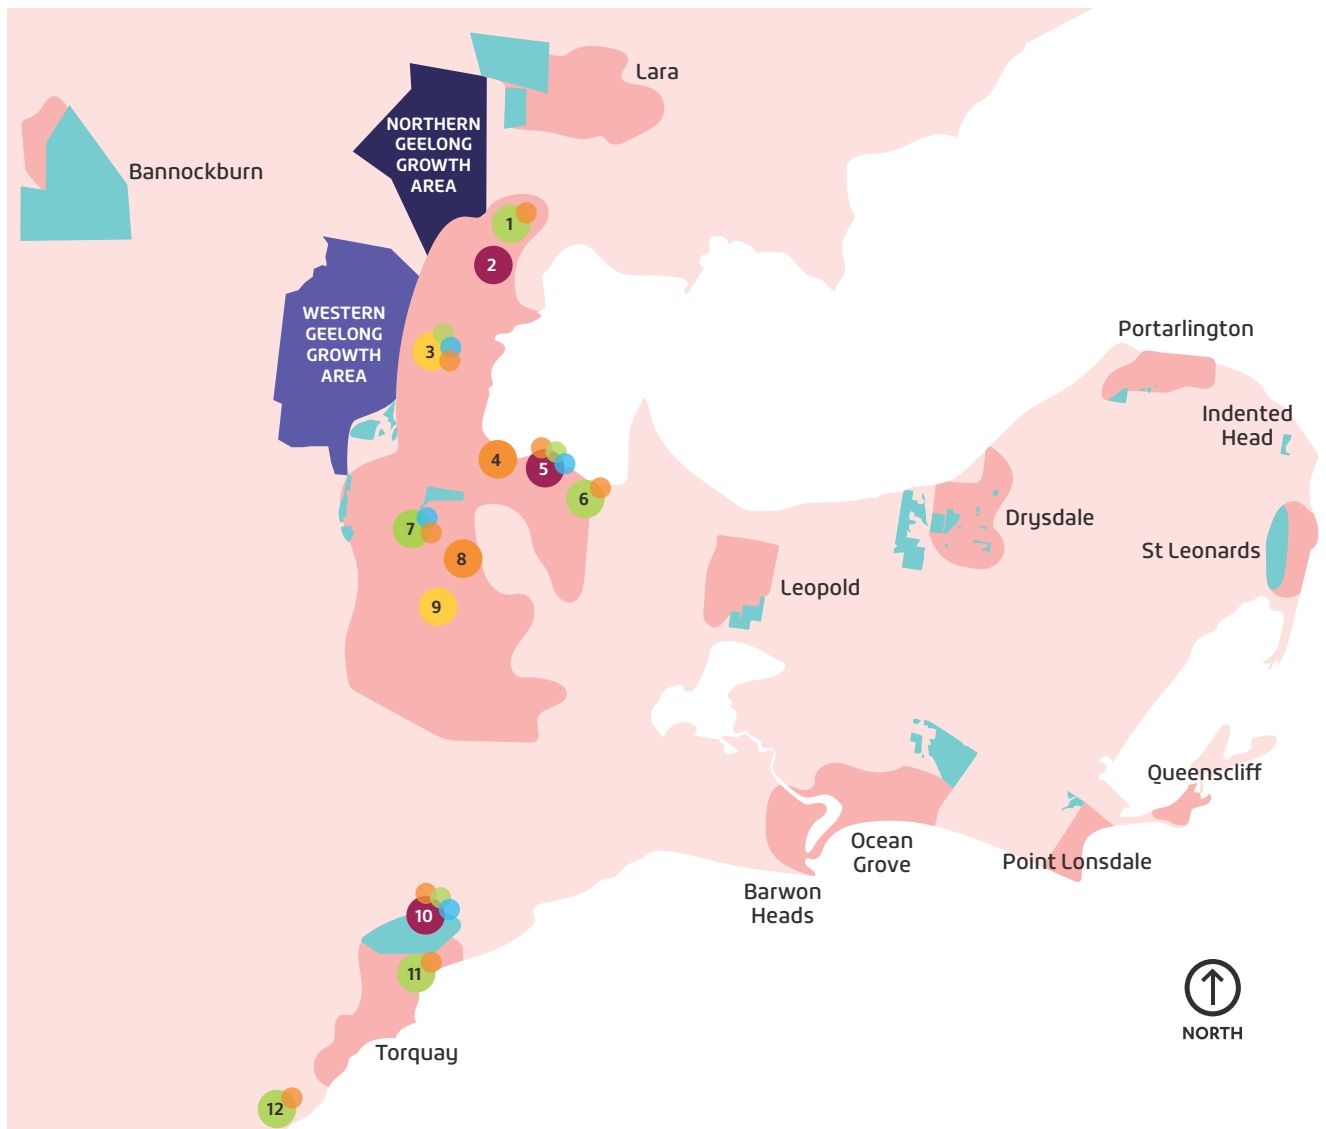 Lara
NORTHERN
GEELONG
GROWTH
AREA
Bannockburn
1
2
WESTERN
GEELONG
GROWTH
AREA
3
Portarlington
Indented
Head
4
5
6
7
8
9
Drysdale
St Leonards
Leopold
Queenscliff
Ocean
Grove
Point Lonsdale
Barwon
Heads
10
11
NORTH
Torquay
12